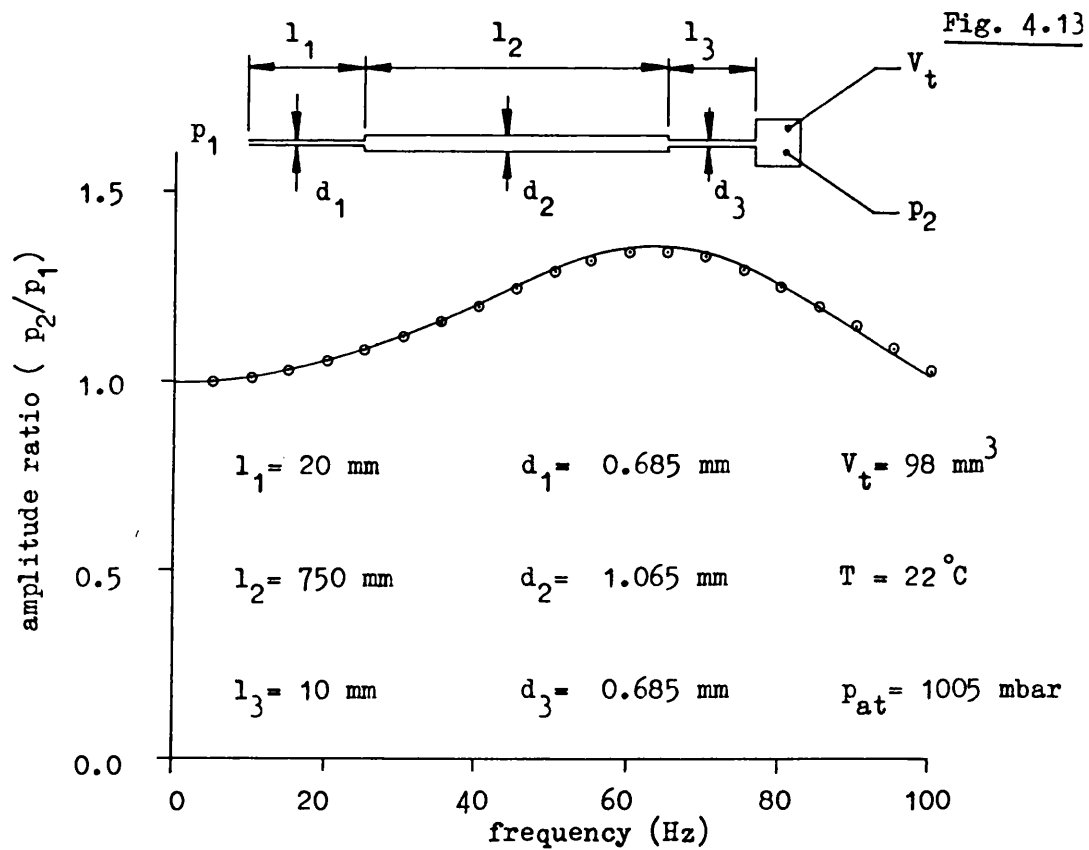 Fig. 4.13
l₁ l₂ l₃
V_t
p₁
d₁ d₂ d₃
p₂
amplitude ratio ( p₂/p₁)
1.5
1.0
0.5
0.0
l₁= 20 mm d₁= 0.685 mm V_t= 98 mm³
l₂= 750 mm d₂= 1.065 mm T = 22 °C
l₃= 10 mm d₃= 0.685 mm p_at= 1005 mbar
0 20 40 60 80 100
frequency (Hz)